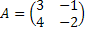 A = (3 −1
4 −2)